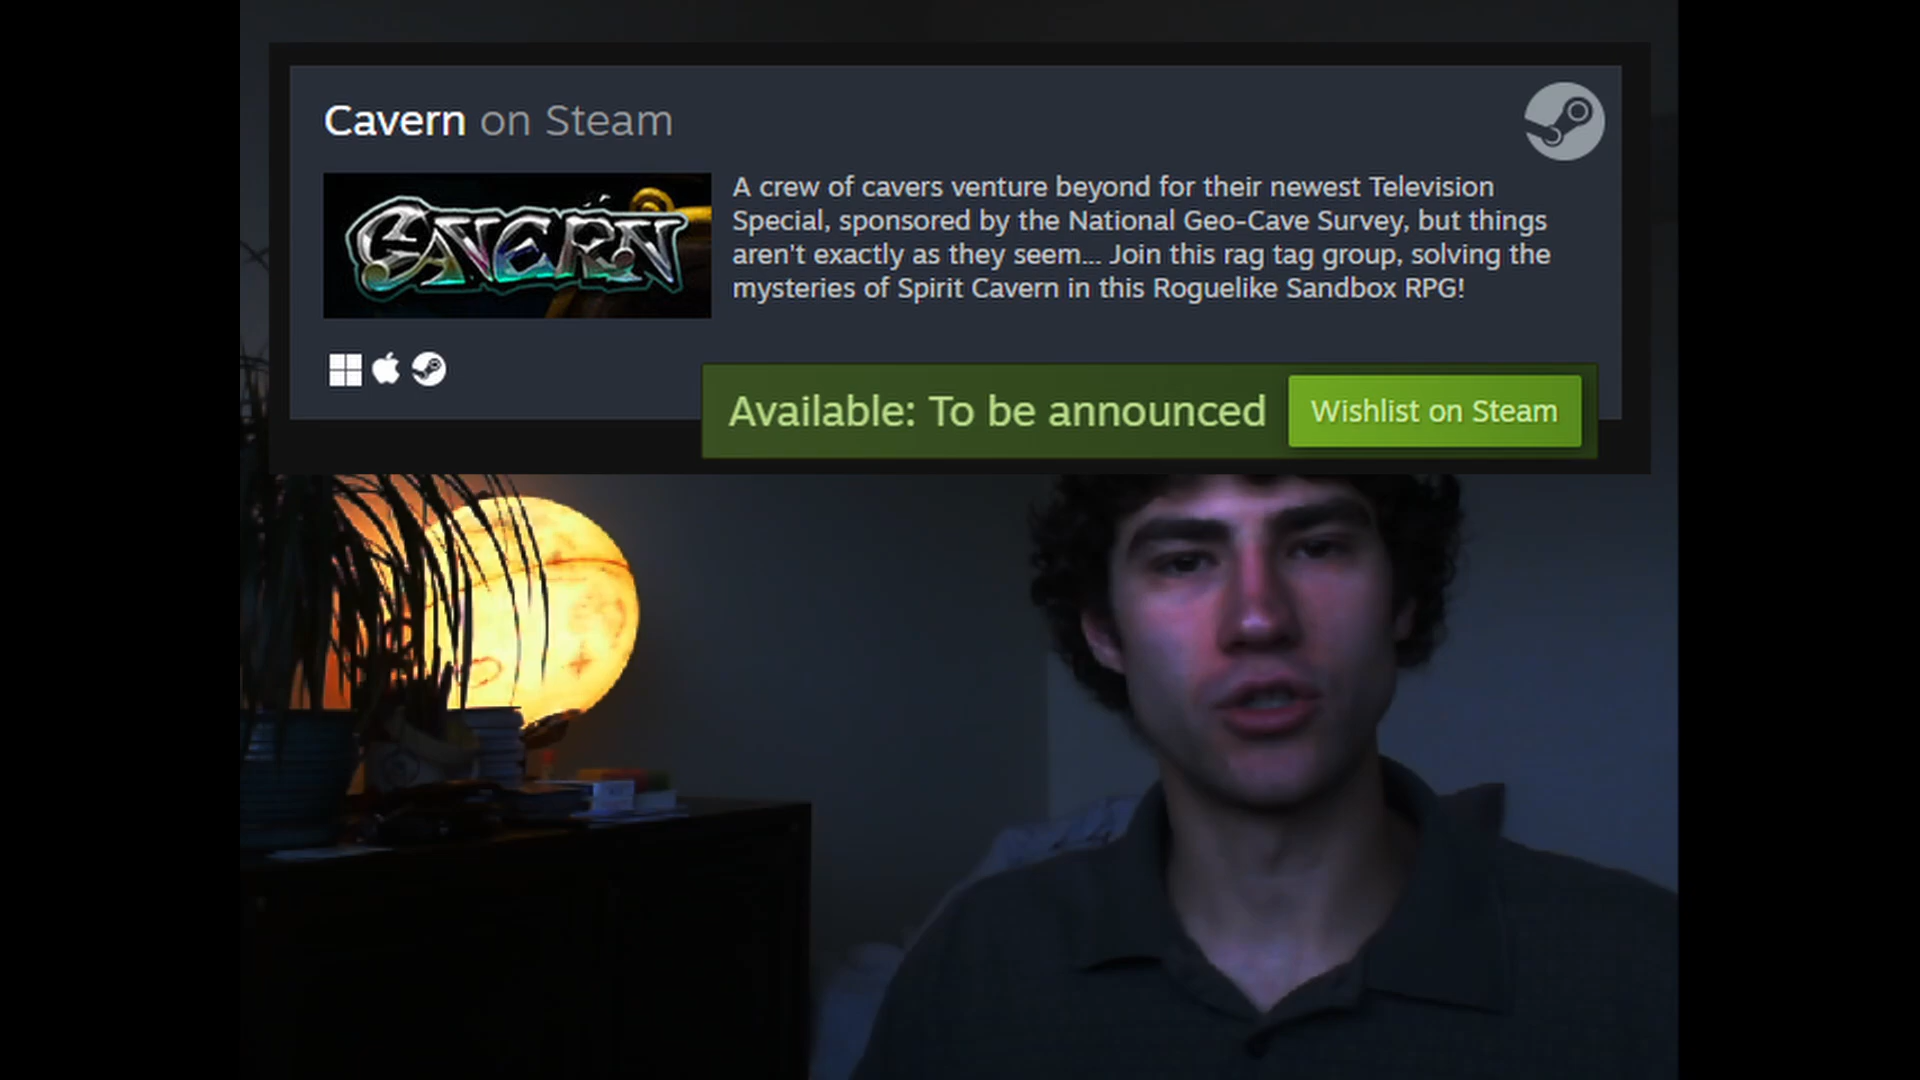 Cavern on Steam
CAVERN
A crew of cavers venture beyond for their newest Television
Special, sponsored by the National Geo-Cave Survey, but things
aren't exactly as they seem... Join this rag tag group, solving the
mysteries of Spirit Cavern in this Roguelike Sandbox RPG!
Available: To be announced
Wishlist on Steam